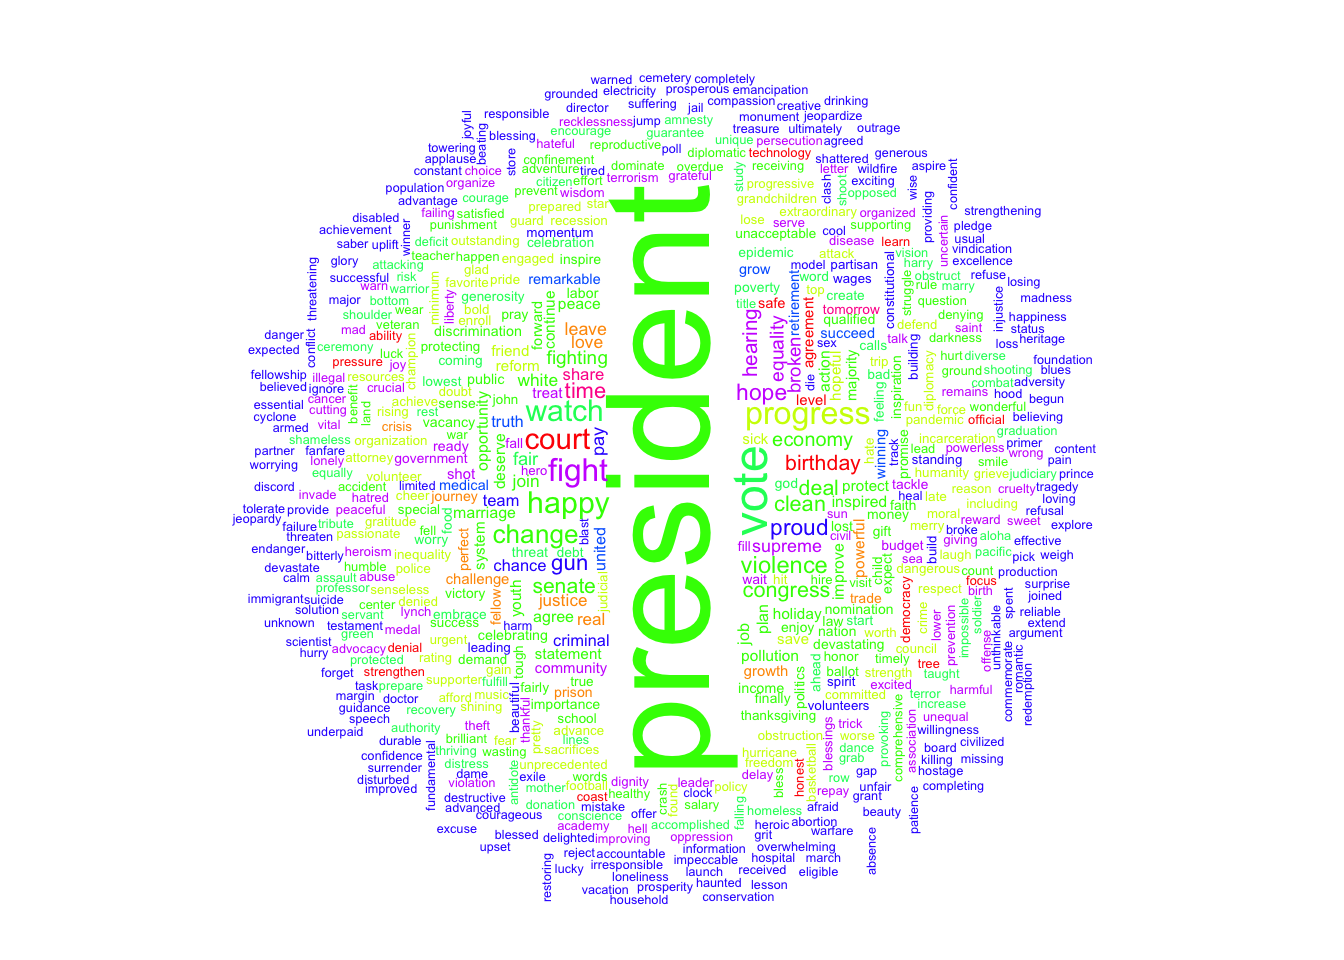 warned cemetery completely
grounded electricity prosperous emancipation
director suffering jail compassion creative drinking
responsible recklessness jump amnesty monument jeopardize
joyful beating blessing encourage guarantee treasure ultimately outrage
towering hateful reproductive poll unique persecution agreed
applause store confinement dominate overdue diplomatic technology shattered generous
constant choice adventure tired terrorism grateful study receiving letter wildfire aspire
population organize citizen effort wisdom progressive clash shoot exciting wise confident
advantage courage prevent star grandchildren opposed
disabled failing satisfied prepared extraordinary organized providing strengthening
achievement punishment guard recession lose serve supporting pledge
saber uplift winner deficit outstanding momentum celebration unacceptable cool uncertain usual
glory attacking teacher happen engaged inspire epidemic disease learn vision vindication
threatening successful risk glad remarkable grow attack model partisan harry excellence
warn warrior minimum favorite pride retirement word wages constitutional struggle obstruct refuse losing
major bottom liberty generosity labor poverty top create rule marry madness
shoulder wear bold pray forward continue peace title safe tomorrow question injustice happiness
mad veteran enroll discrimination leave hearing equality broken agreement qualified defend denying status
danger conflict ability protecting friend love succeed talk saint heritage
expected ceremony luck champion coming reform fighting sex calls building darkness loss
pressure joy share die action hopeful majority trip hurt diverse foundation
fellowship illegal resources lowest public white time hope level bad feeling inspiration diplomacy ground shooting blues
believed ignore crucial doubt treat combat adversity
cancer benefit land achieve sense john progress fun force remains hood begun
essential cutting rising rest opportunity watch pandemic wonderful believing
cyclone vital crisis vacancy truth official graduation
armed shameless organization war fall court pay sick economy hate winning track promise incarceration primer
partner fanfare attorney ready deserve fair lead powerless wrong content
lonely government hero birthday standing smile pain
worrying equally volunteer shot join fight vote god deal protect tackle humanity judiciary prince
discord accident limited medical heal late reason cruelty tragedy
invade hatred cheer journey team happy clean inspired faith moral including loving
tolerate provide peaceful special food sun money merry reward sweet refusal
jeopardy failure tribute gratitude fell system change blast proud lost civil powerful gift broke aloha explore
threaten passionate worry perfect united budget build giving effective
endanger bitterly heroism inequality threat debt fill supreme sea laugh pacific pick weigh
devastate humble police chance gun violence improve child expect dangerous count production
calm assault abuse challenge judicial wait hit hire visit democracy focus surprise
professor senseless fellow youth senate congress respect birth joined
immigrant suicide center denied victory justice trade crime lower prevention impossible soldier unthinkable spent
solution servant lynch embrace real job plan holiday nomination reliable
unknown testament medal success harm agree law start extend
green urgent celebrating criminal enjoy nation worth offense argument
scientist advocacy denial leading save devastating council commemorate romantic redemption
hurry protected rating demand tough statement pollution honor timely tree
forget strengthen gain community growth politics ahead ballot strength taught
task prepare supporter fulfill true spirit excited terror harmful
margin doctor afford music beautiful thankful fairly prison income committed increase
guidance recovery shining importance finally volunteers
speech authority theft pretty school thanksgiving trick provoking comprehensive association unequal
underpaid brilliant fear advance obstruction worse willingness
durable thriving wasting lines blessings dance board civilized
confidence distress sacrifices hurricane grab killing missing
surrender fundamental dame antidote unprecedented freedom basketball hostage
disturbed violation exile words delay row gap
improved mother football dignity leader policy bless honest repay unfair completing
destructive donation coast healthy crash found clock salary falling grant patience
advanced conscience mistake offer homeless afraid beauty
courageous academy accomplished heroic abortion
excuse blessed hell oppression grit warfare
upset delighted improving information overwhelming absence
restoring reject accountable impeccable hospital march
lucky irresponsible launch received eligible
loneliness haunted lesson
vacation prosperity conservation
household
president